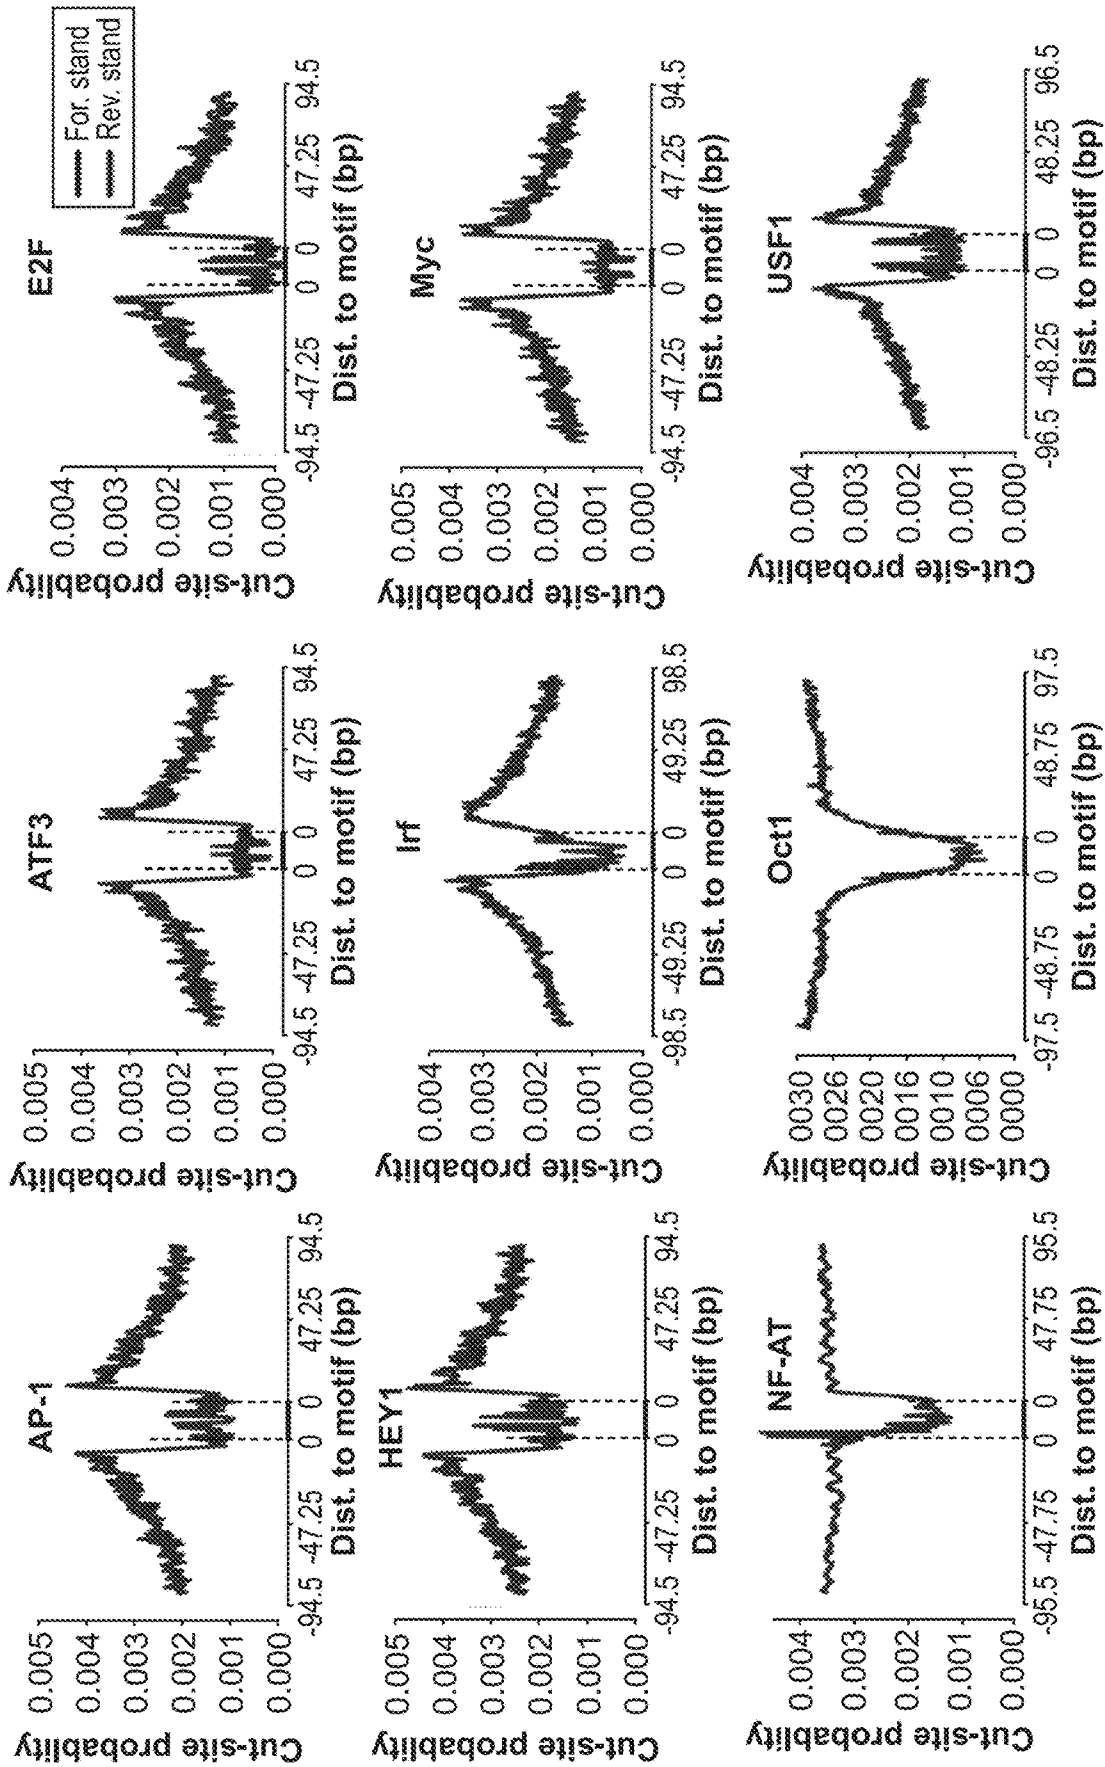 For. stand
Rev. stand
AP-1
Cut-site probablity
0.005
0.004
0.003
0.002
0.001
0.000
-94.5 -47.25 0 0 47.25 94.5
Dist. to motif (bp)
ATF3
Cut-site probablity
0.005
0.004
0.003
0.002
0.001
0.000
-94.5 -47.25 0 0 47.25 94.5
Dist. to motif (bp)
E2F
Cut-site probablity
0.004
0.003
0.002
0.001
0.000
-94.5 -47.25 0 0 47.25 94.5
Dist. to motif (bp)
HEY1
Cut-site probablity
0.005
0.004
0.003
0.002
0.001
0.000
-94.5 -47.25 0 0 47.25 94.5
Dist. to motif (bp)
Irf
Cut-site probablity
0.004
0.003
0.002
0.001
0.000
-98.5 -49.25 0 0 49.25 98.5
Dist. to motif (bp)
Myc
Cut-site probablity
0.005
0.004
0.003
0.002
0.001
0.000
-94.5 -47.25 0 0 47.25 94.5
Dist. to motif (bp)
NF-AT
Cut-site probablity
0.004
0.003
0.002
0.001
0.000
-95.5 -47.75 0 0 47.75 95.5
Dist. to motif (bp)
Oct1
Cut-site probablity
0030
0026
0020
0016
0010
0006
0000
-97.5 -48.75 0 0 48.75 97.5
Dist. to motif (bp)
USF1
Cut-site probablity
0.004
0.003
0.002
0.001
0.000
-96.5 -48.25 0 0 48.25 96.5
Dist. to motif (bp)